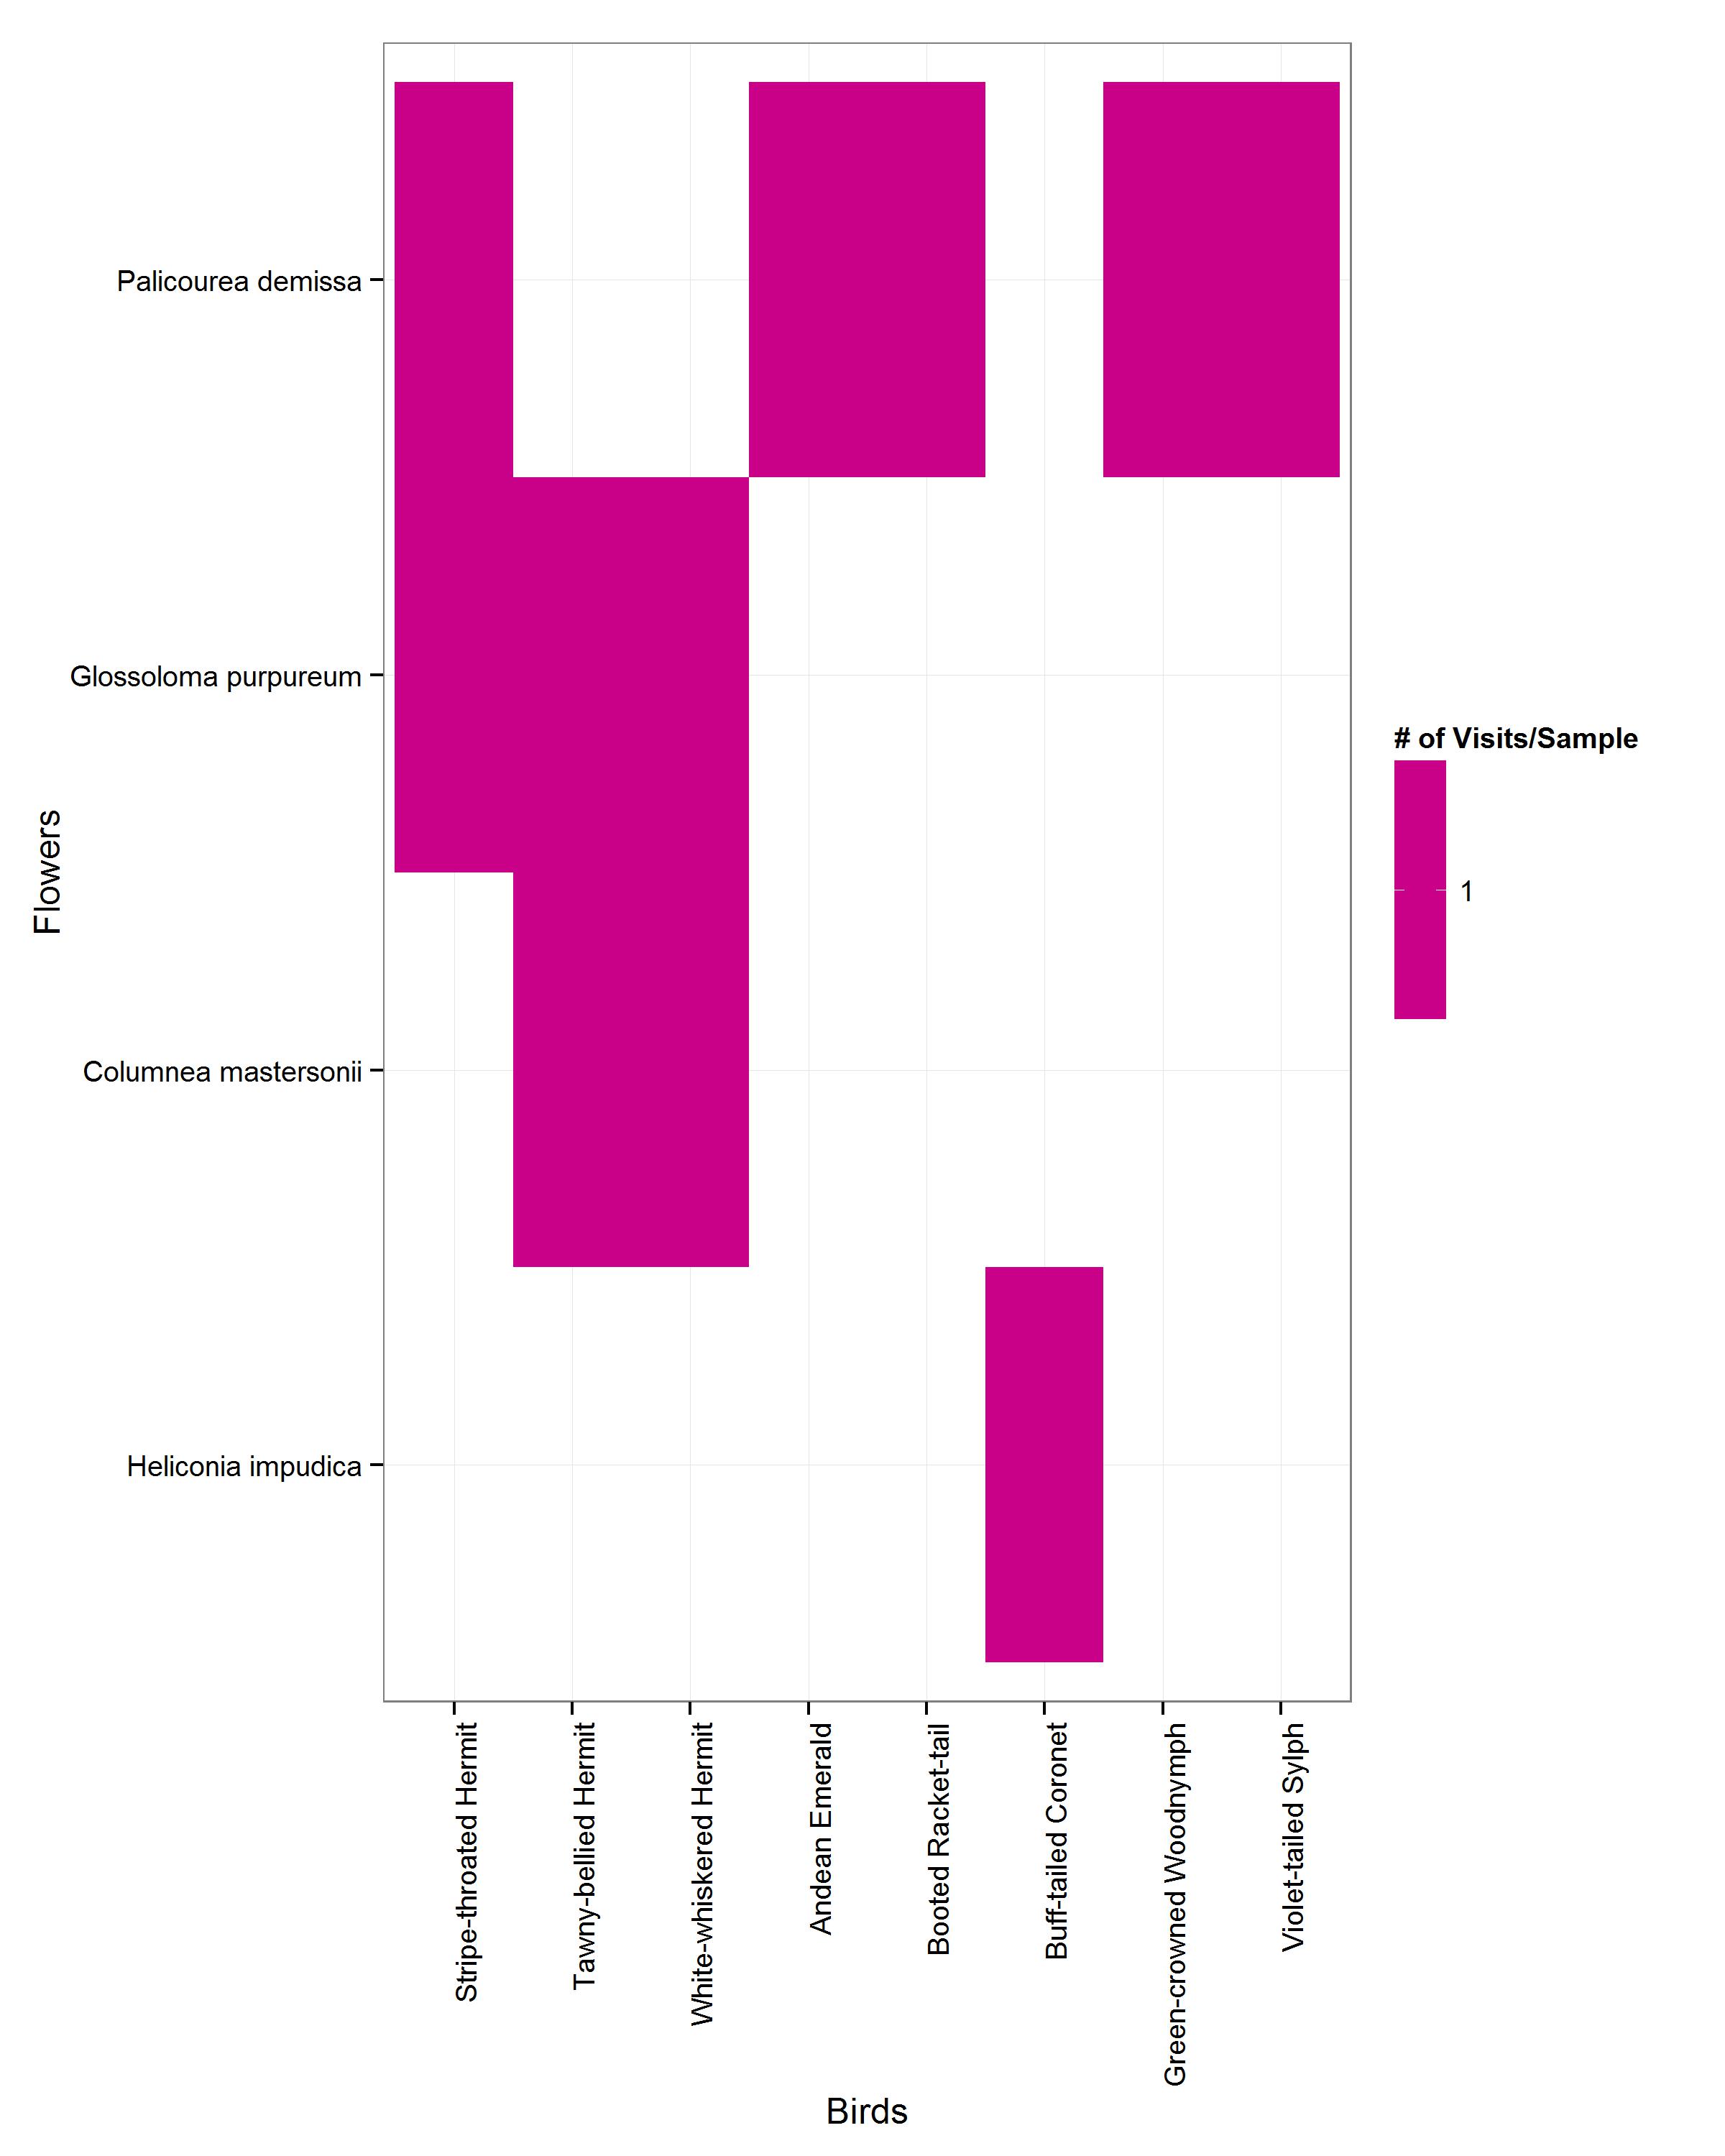 Palicourea demissa
Glossoloma purpureum
Columnea mastersonii
Heliconia impudica
Flowers
# of Visits/Sample
1
Stripe-throated Hermit
Tawny-bellied Hermit
White-whiskered Hermit
Andean Emerald
Booted Racket-tail
Buff-tailed Coronet
Green-crowned Woodnymph
Violet-tailed Sylph
Birds